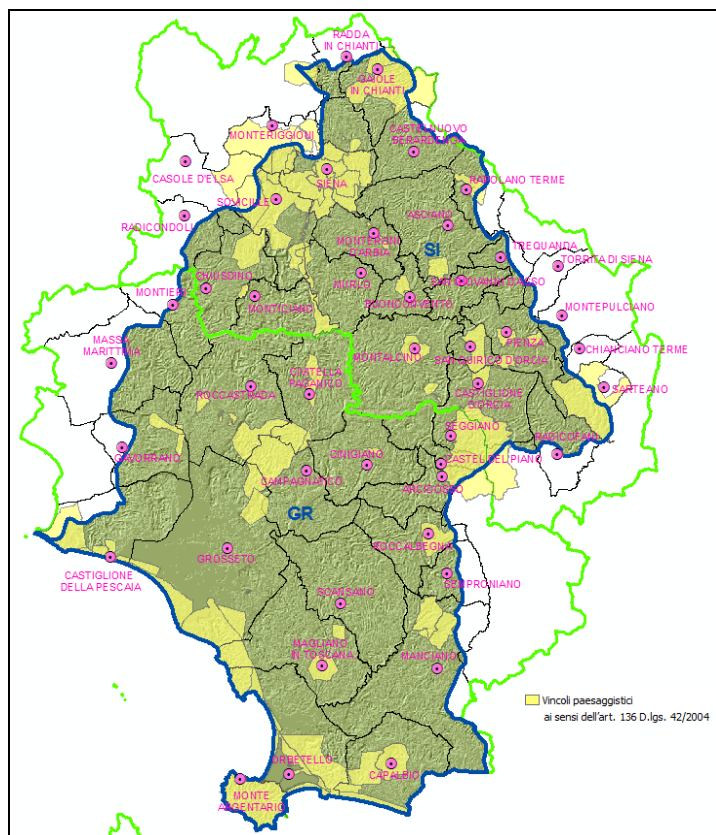 RADDA
IN CHIANTI
GAIOLE
IN CHIANTI
MONTERIGGIONI
CASTELNUOVO
BERARDENGA
CASOLE D'ELSA
SIENA
RAPOLANO TERME
SOVICILLE
RADICONDOLI
ASCIANO
MONTERONI
D'ARBIA
SI
TREQUANDA
TORRITA DI SIENA
CHIUSDINO
MURLO
SAN GIOVANNI D'ASSO
MONTIERI
MONTICIANO
BUONCONVENTO
MONTEPULCIANO
MASSA
MARITTIMA
MONTALCINO
SAN QUIRICO D'ORCIA
PIENZA
CHIANCIANO TERME
CIVITELLA
PAGANICO
ROCCASTRADA
CASTIGLIONE
D'ORCIA
SARTEANO
SEGGIANO
GAVORRANO
CINIGIANO
CASTEL DEL PIANO
RADICOFANI
CAMPAGNATICO
ARCIDOSSO
GR
ROCCALBEGNA
GROSSETO
CASTIGLIONE
DELLA PESCAIA
SEMPRONIANO
SCANSANO
MAGLIANO
IN TOSCANA
MANCIANO
Vincoli paesaggistici
ai sensi dell'art. 136 D.lgs. 42/2004
ORBETELLO
CAPALBIO
MONTE
ARGENTARIO